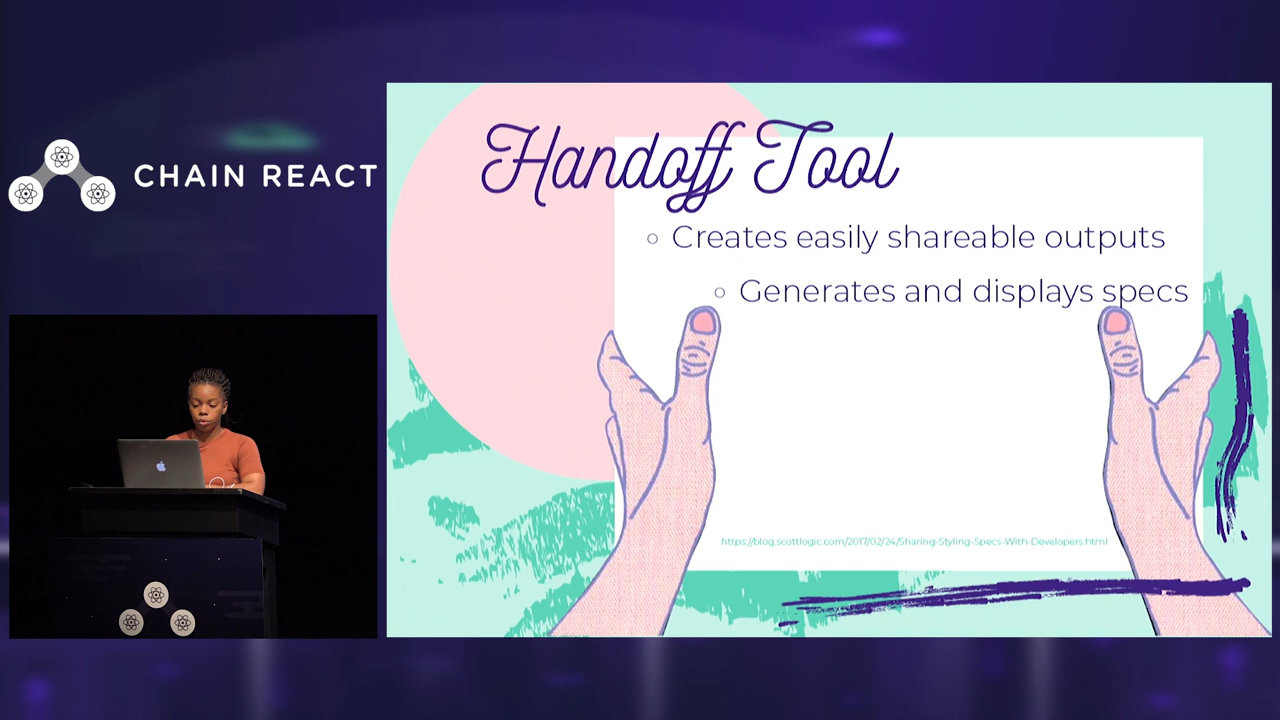 CHAIN REACT
Handoff Tool
Creates easily shareable outputs
Generates and displays specs
https://blog.scottlogic.com/2017/02/24/Sharing-Styling-Specs-With-Developers.html